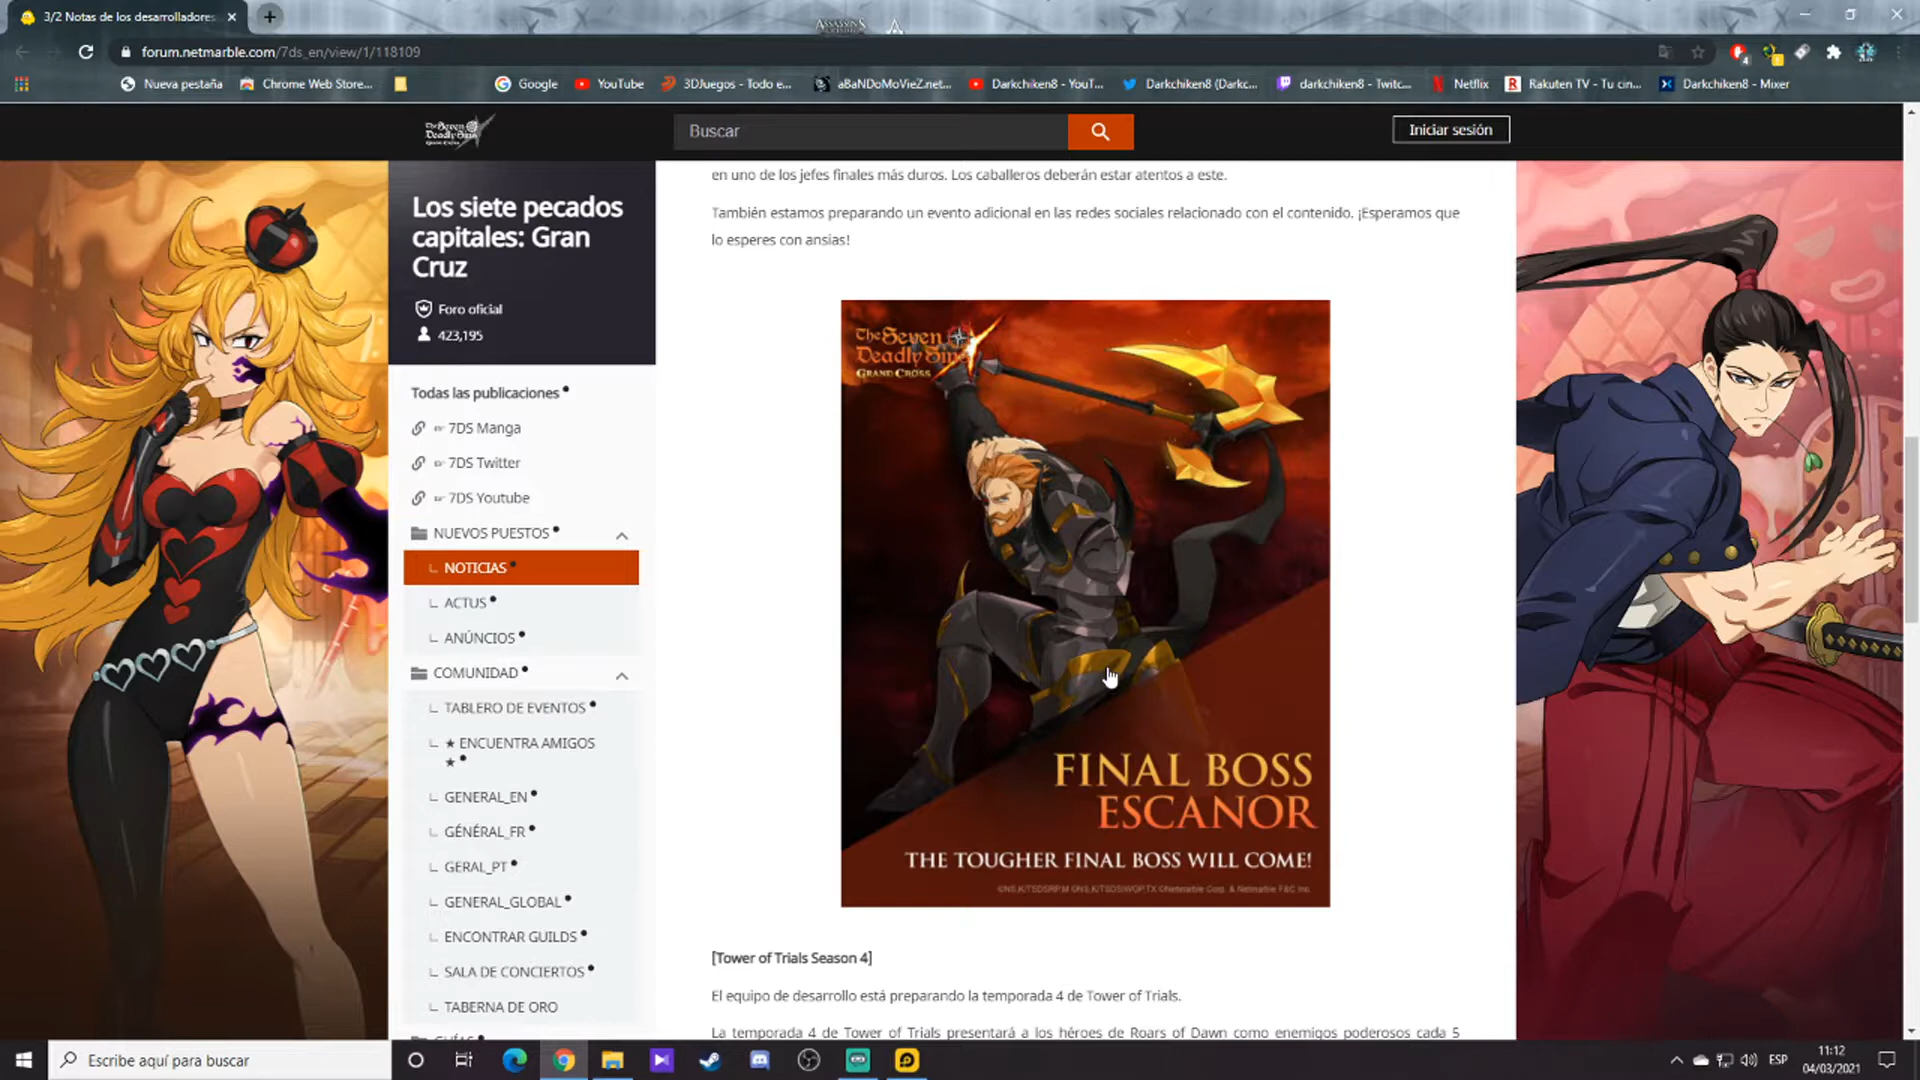 3/2 Notas de los desarrolladores
ASSASSIN'S
forum.netmarble.com/7ds_en/view/1/118109
Nueva pestaña
Chrome Web Store...
Google
YouTube
3DJuegos - Todo e...
aBaNDoMoVieZ.net...
Darkchiken8 - YouT...
Darkchiken8 (Darkc...
darkchiken8 - Twitc...
Netflix
Rakuten TV - Tu cin...
Darkchiken8 - Mixer
The Seven
Deadly Sins
GRAND CROSS
Buscar
Iniciar sesión
Los siete pecados
capitales: Gran
Cruz
Foro oficial
423,195
Todas las publicaciones
7DS Manga
7DS Twitter
7DS Youtube
NUEVOS PUESTOS
NOTICIAS
ACTUS
ANÚNCIOS
COMUNIDAD
TABLERO DE EVENTOS
★ ENCUENTRA AMIGOS
★
GENERAL_EN
GÉNÉRAL_FR
GERAL_PT
GENERAL_GLOBAL
ENCONTRAR GUILDS
SALA DE CONCIERTOS
TABERNA DE ORO
en uno de los jefes finales más duros. Los caballeros deberán estar atentos a este.
También estamos preparando un evento adicional en las redes sociales relacionado con el contenido. ¡Esperamos que
lo esperes con ansias!
The Seven
Deadly Sins
GRAND CROSS
FINAL BOSS
ESCANOR
THE TOUGHER FINAL BOSS WILL COME!
[Tower of Trials Season 4]
El equipo de desarrollo está preparando la temporada 4 de Tower of Trials.
La temporada 4 de Tower of Trials presentará a los héroes de Roars of Dawn como enemigos poderosos cada 5
Escribe aquí para buscar
ESP
11:12
04/03/2021